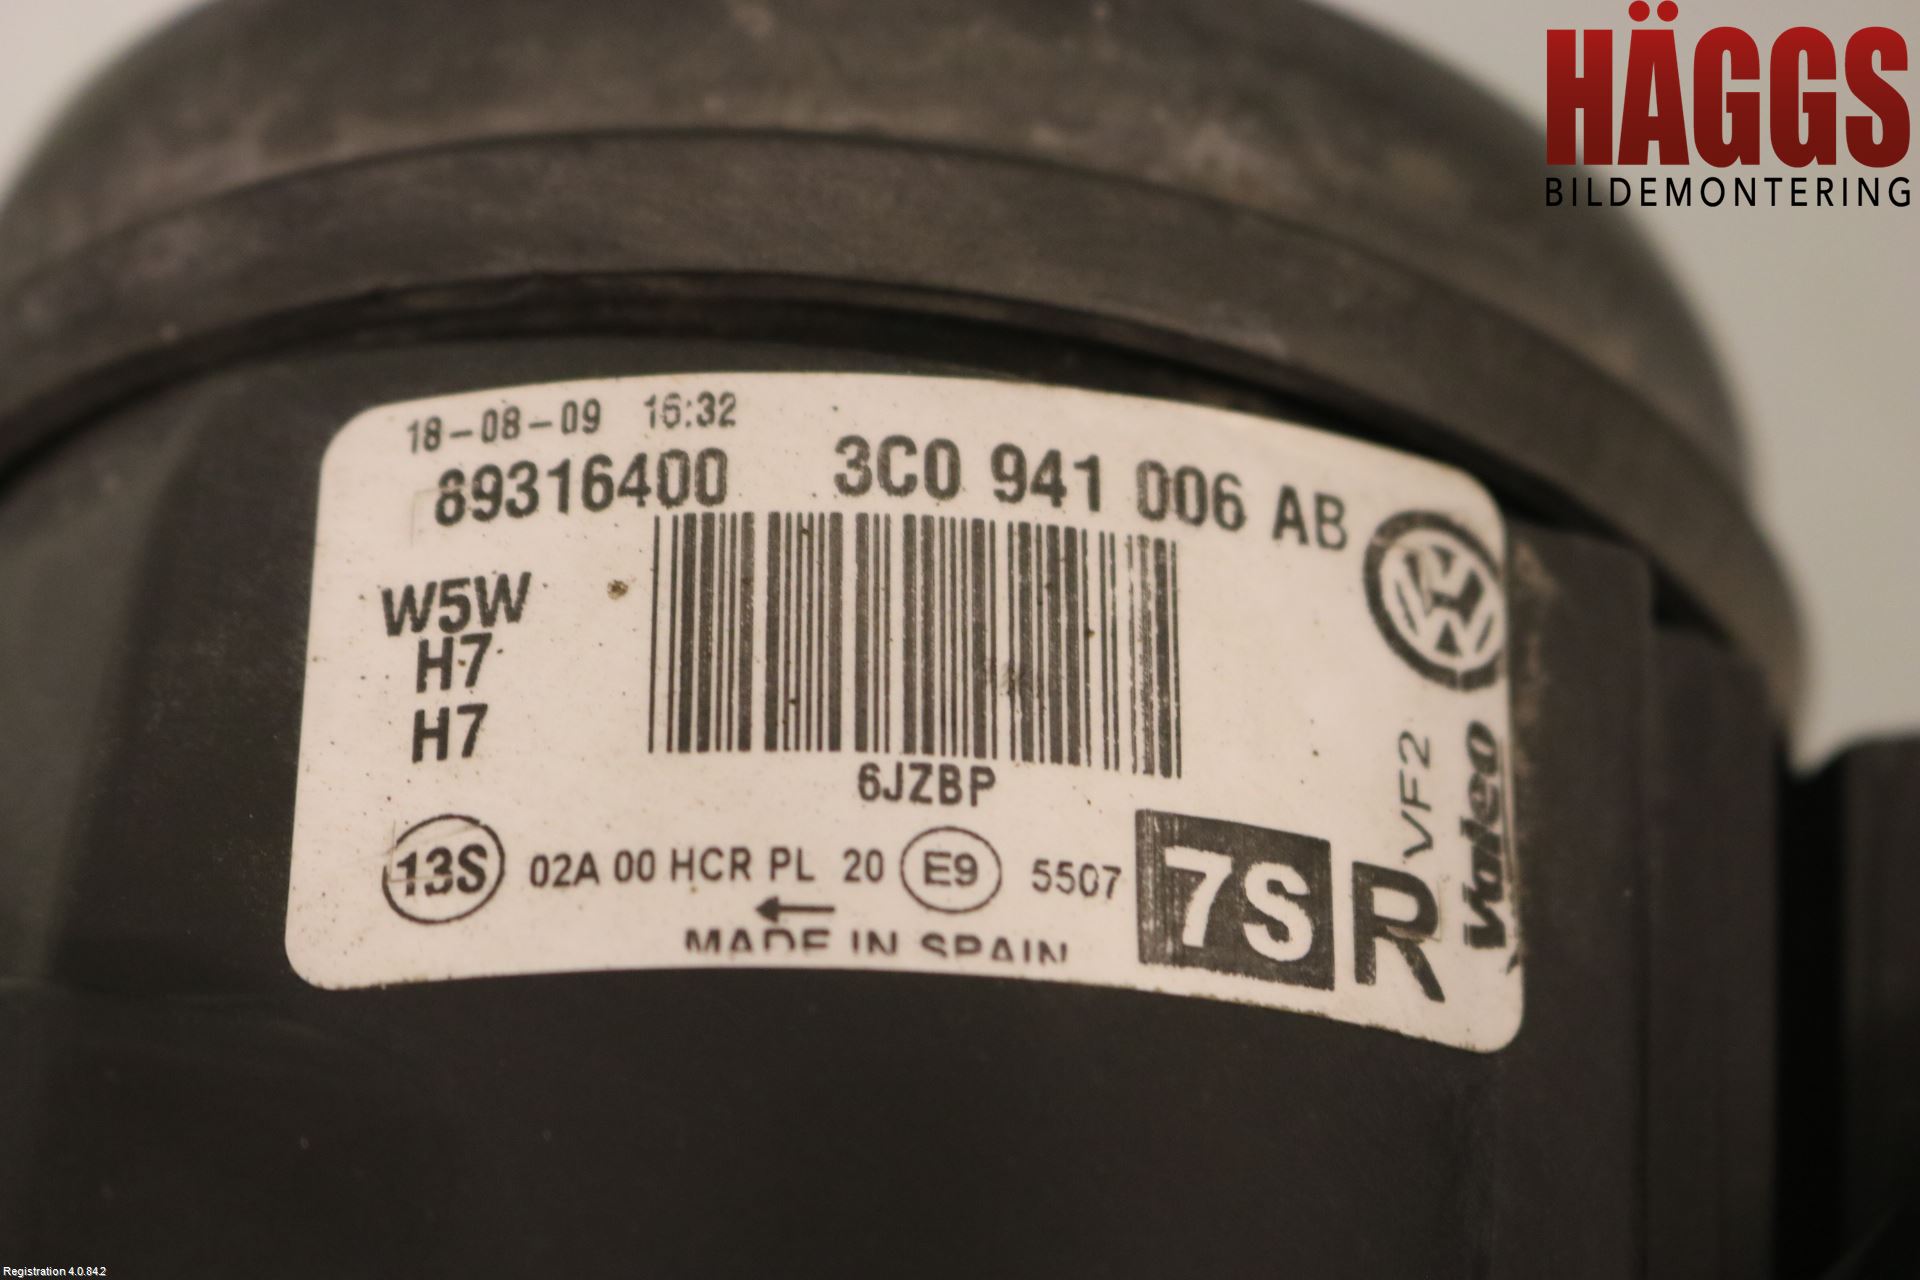 HÄGGS
BILDEMONTERING
18-08-09 16:32
89316400 3C0 941 006 AB
W5W
H7
H7
6JZBP
VF2
Valeo
13S 02A 00 HCR PL 20 E9 5507 7S R
MADE IN SPAIN
Registration 4.0.84.2